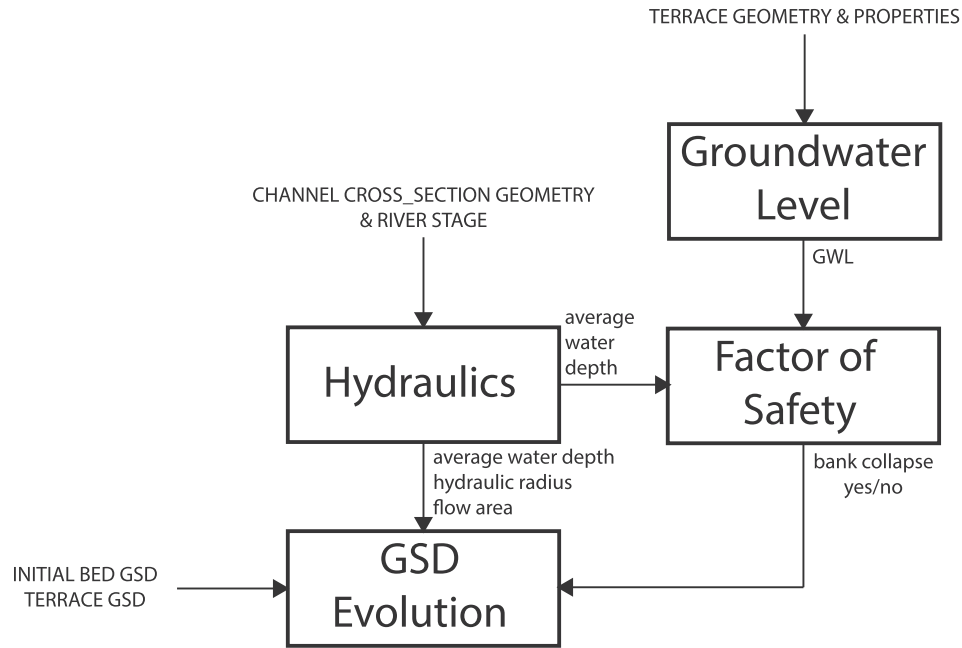 TERRACE GEOMETRY & PROPERTIES
Groundwater
Level
CHANNEL CROSS_SECTION GEOMETRY
& RIVER STAGE
GWL
average
water
depth
Hydraulics
Factor of
Safety
average water depth
hydraulic radius
flow area
bank collapse
yes/no
GSD
Evolution
INITIAL BED GSD
TERRACE GSD